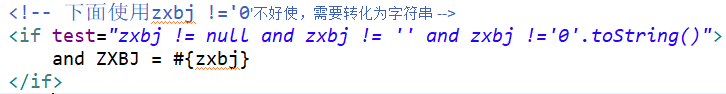 <!-- 下面使用zxbj !='0'不好使，需要转化为字符串 -->
<if test="zxbj != null and zxbj != '' and zxbj !='0'.toString()">
and ZXBJ = #{zxbj}
</if>